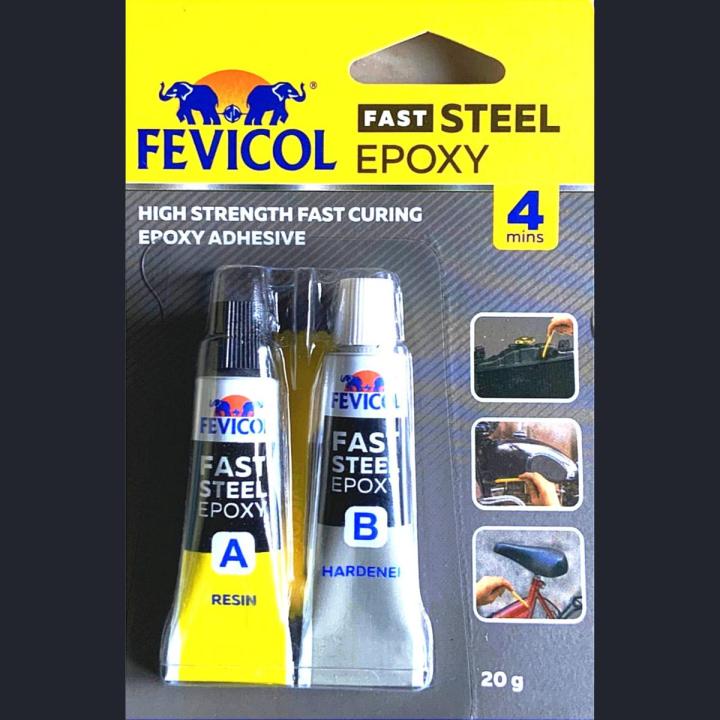 FEVICOL®
FAST STEEL
EPOXY
HIGH STRENGTH FAST CURING
EPOXY ADHESIVE
4
mins
FEVICOL
FAST
STEEL
EPOXY
A
RESIN
FEVICOL
FAST
STEEL
EPOXY
B
HARDENER
20 g